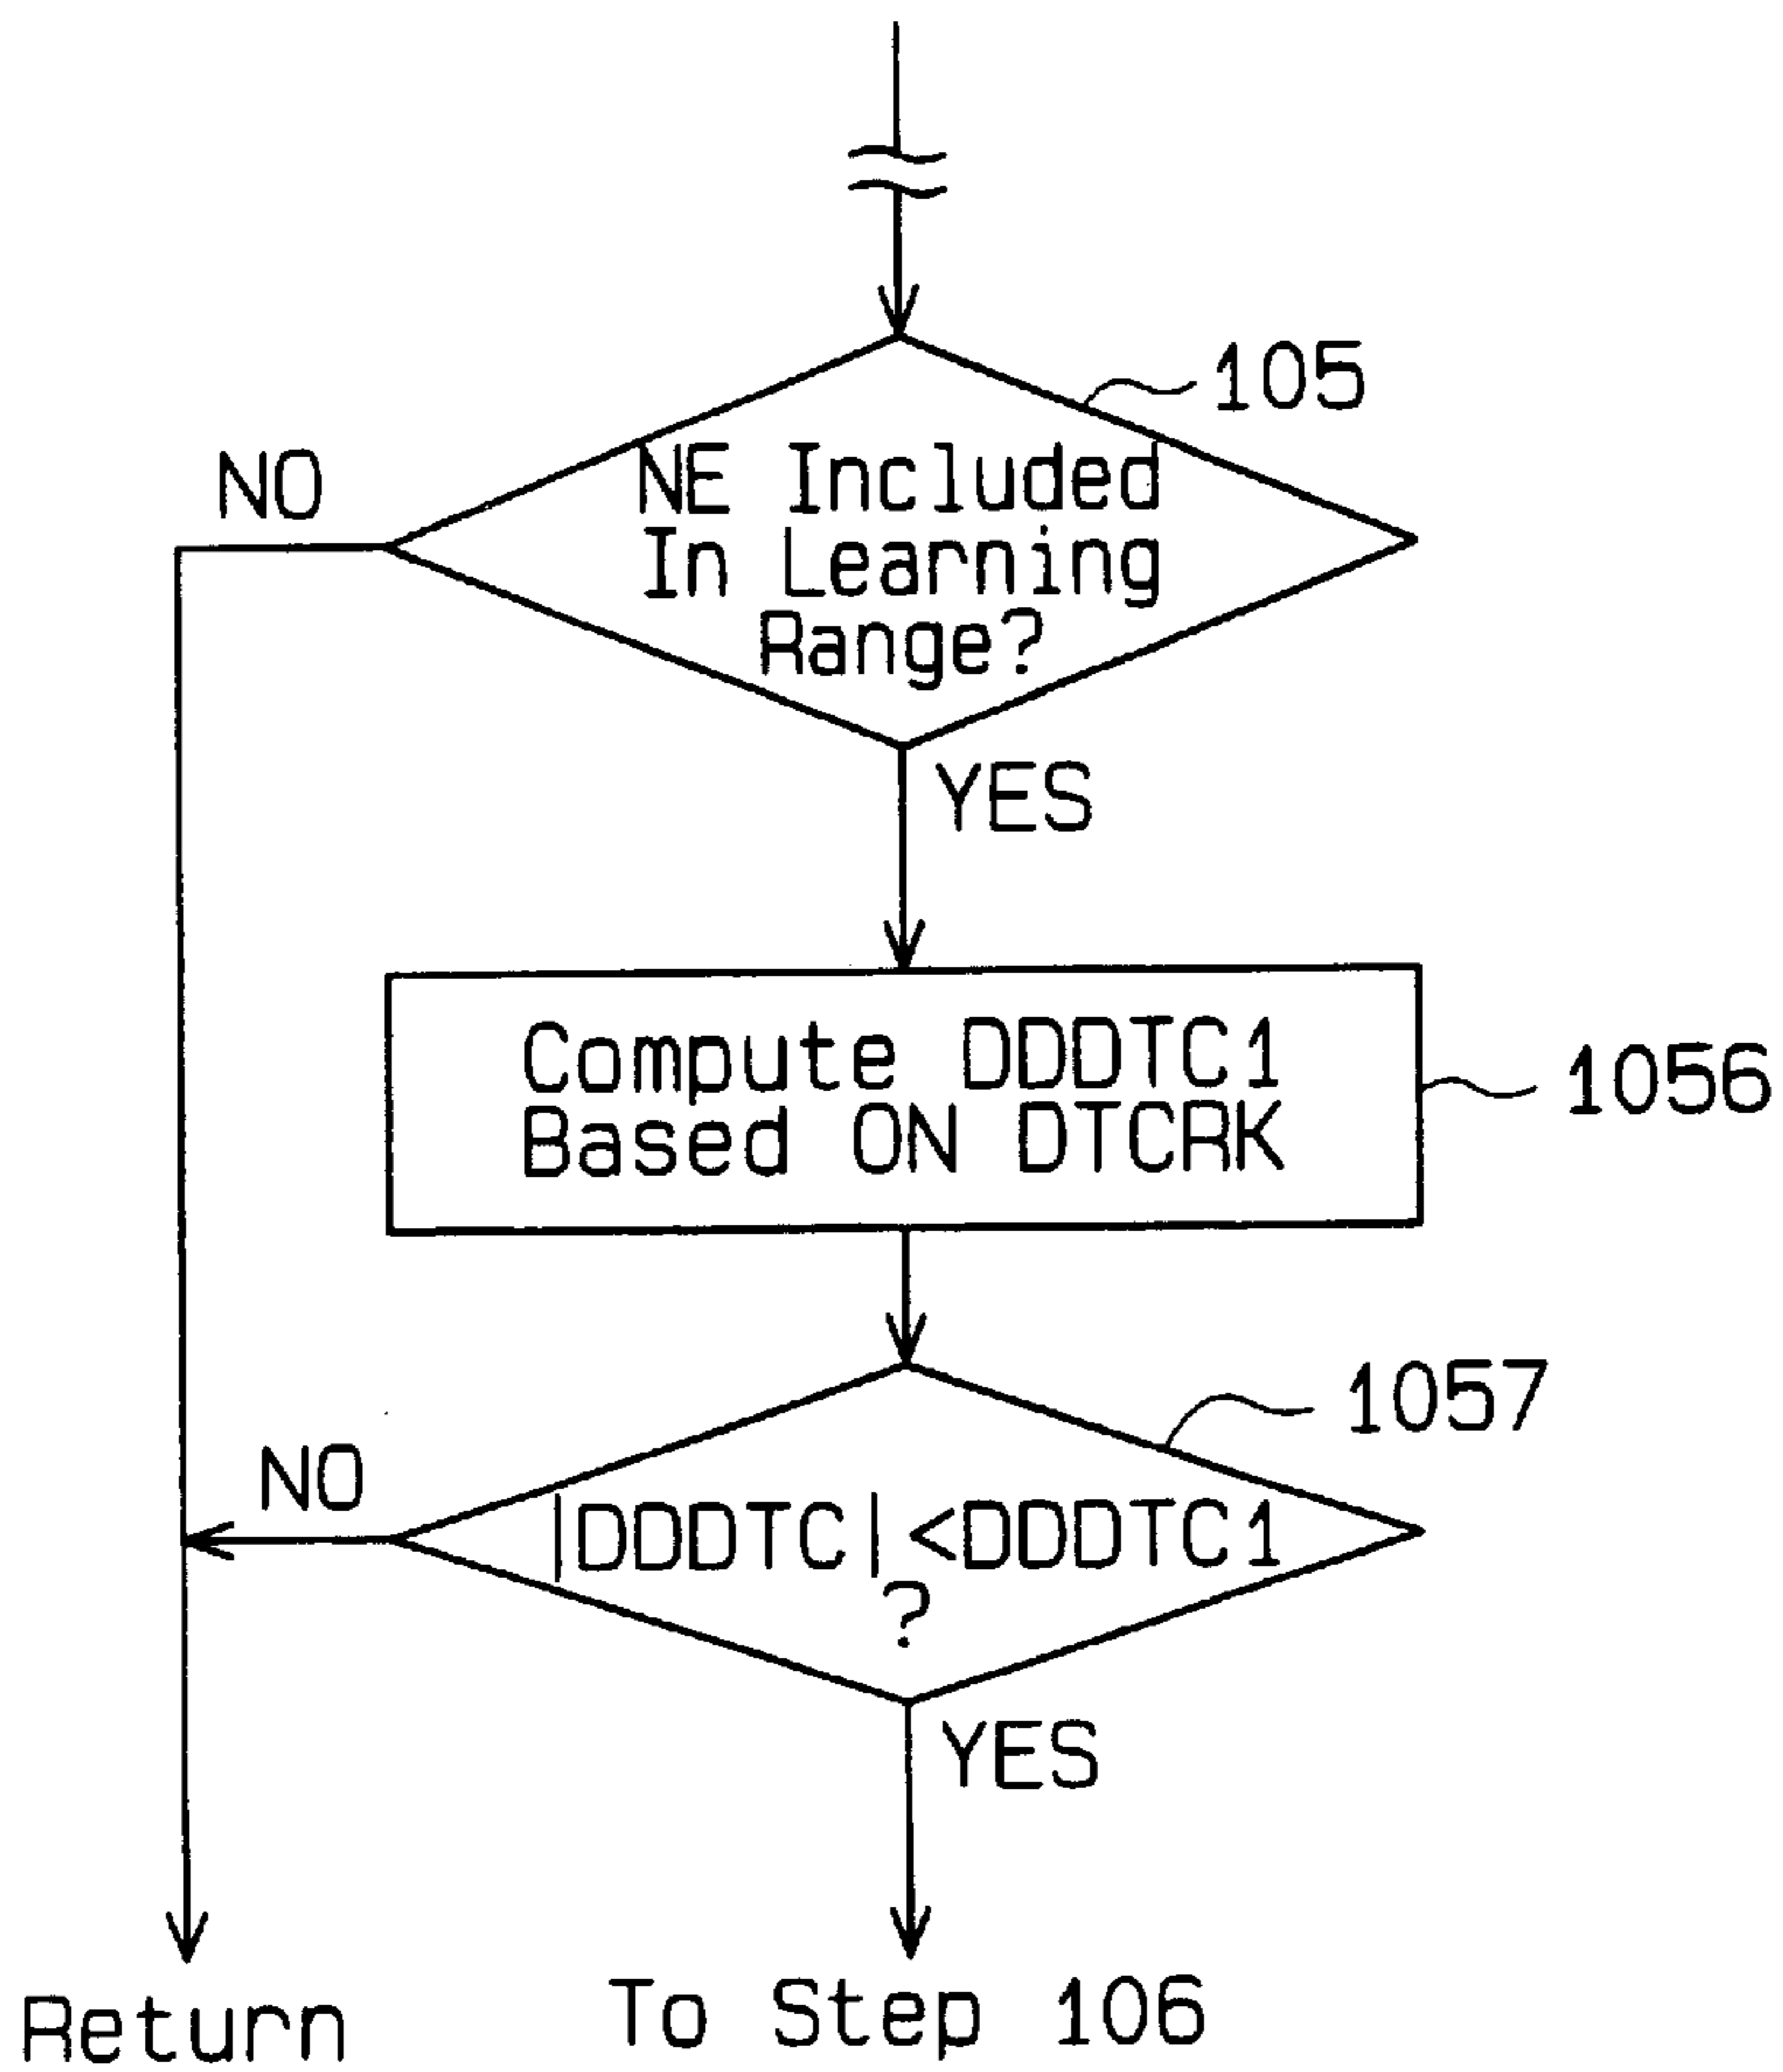 105
NO
NE Included
In Learning
Range?
YES
Compute DDDTC1
Based ON DTCRK
1056
1057
NO
|DDDTC|<DDDTC1
?
YES
Return
To Step 106